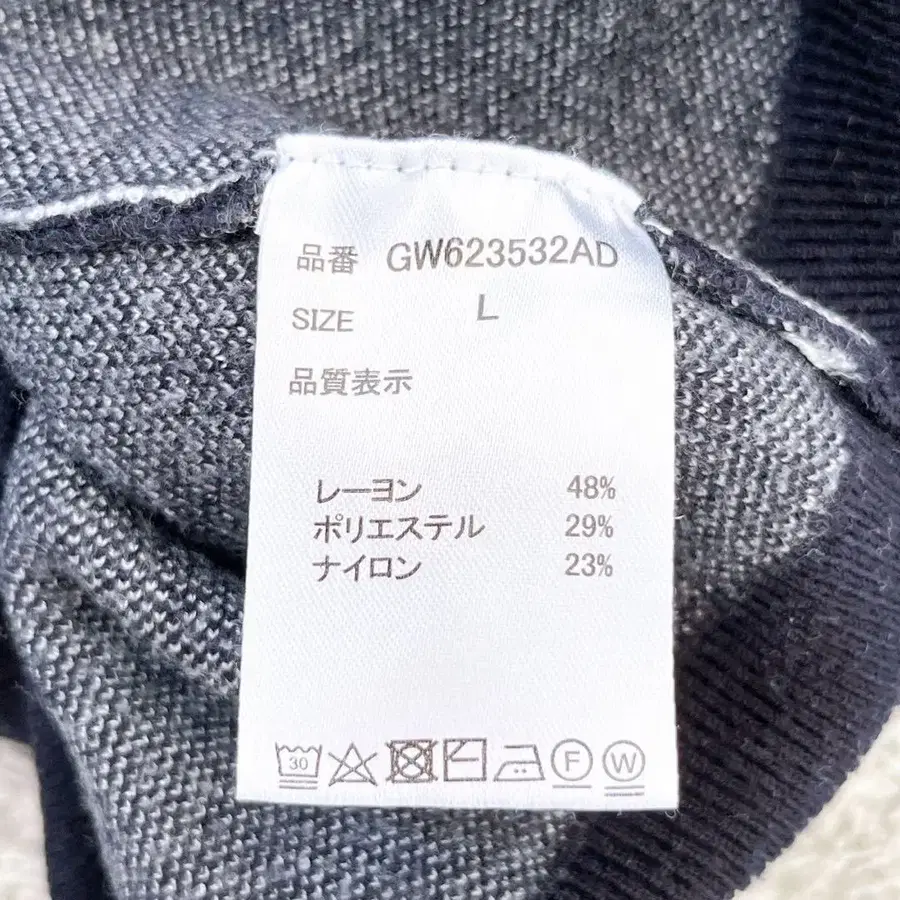 品番 GW623532AD
SIZE L
品質表示
レーヨン 48%
ポリエステル 29%
ナイロン 23%
30 F W